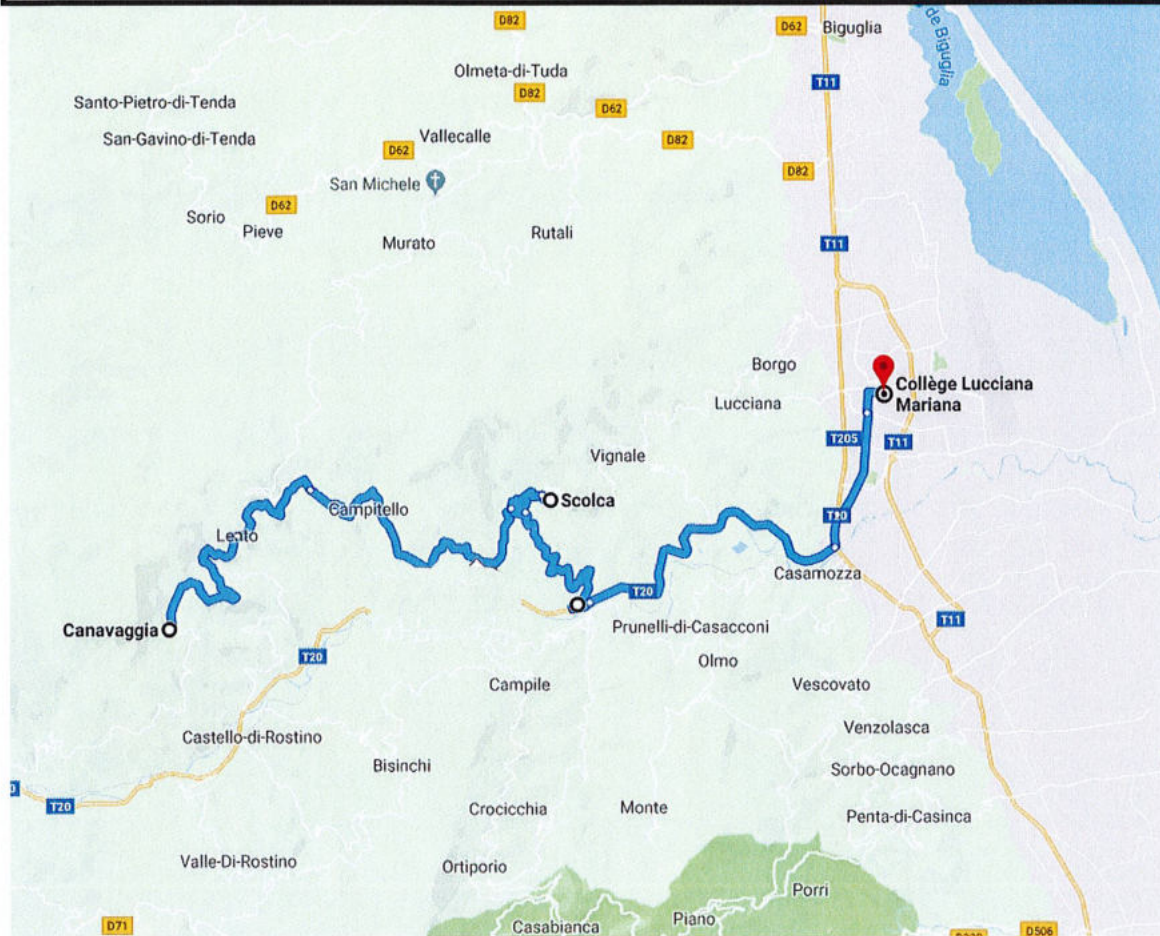 D82
D62
Biguglia
de Biguglia
Olmeta-di-Tuda
T11
D82
Santo-Pietro-di-Tenda
D62
San-Gavino-di-Tenda
Vallecalle
D82
D62
D82
San Michele
D62
Sorio
Pieve
Murato
Rutali
T11
Borgo
Collège Lucciana
Mariana
Lucciana
T205
T11
Vignale
Scolca
Campitello
T20
Lento
Casamozza
T20
T11
Canavaggia
Prunelli-di-Casacconi
T20
Olmo
Campile
Vescovato
Venzolasca
Castello-di-Rostino
Bisinchi
Sorbo-Ocagnano
T20
Crocicchia
Monte
Penta-di-Casinca
Valle-Di-Rostino
Ortiporio
Porri
D71
Casabianca
Piano
D506